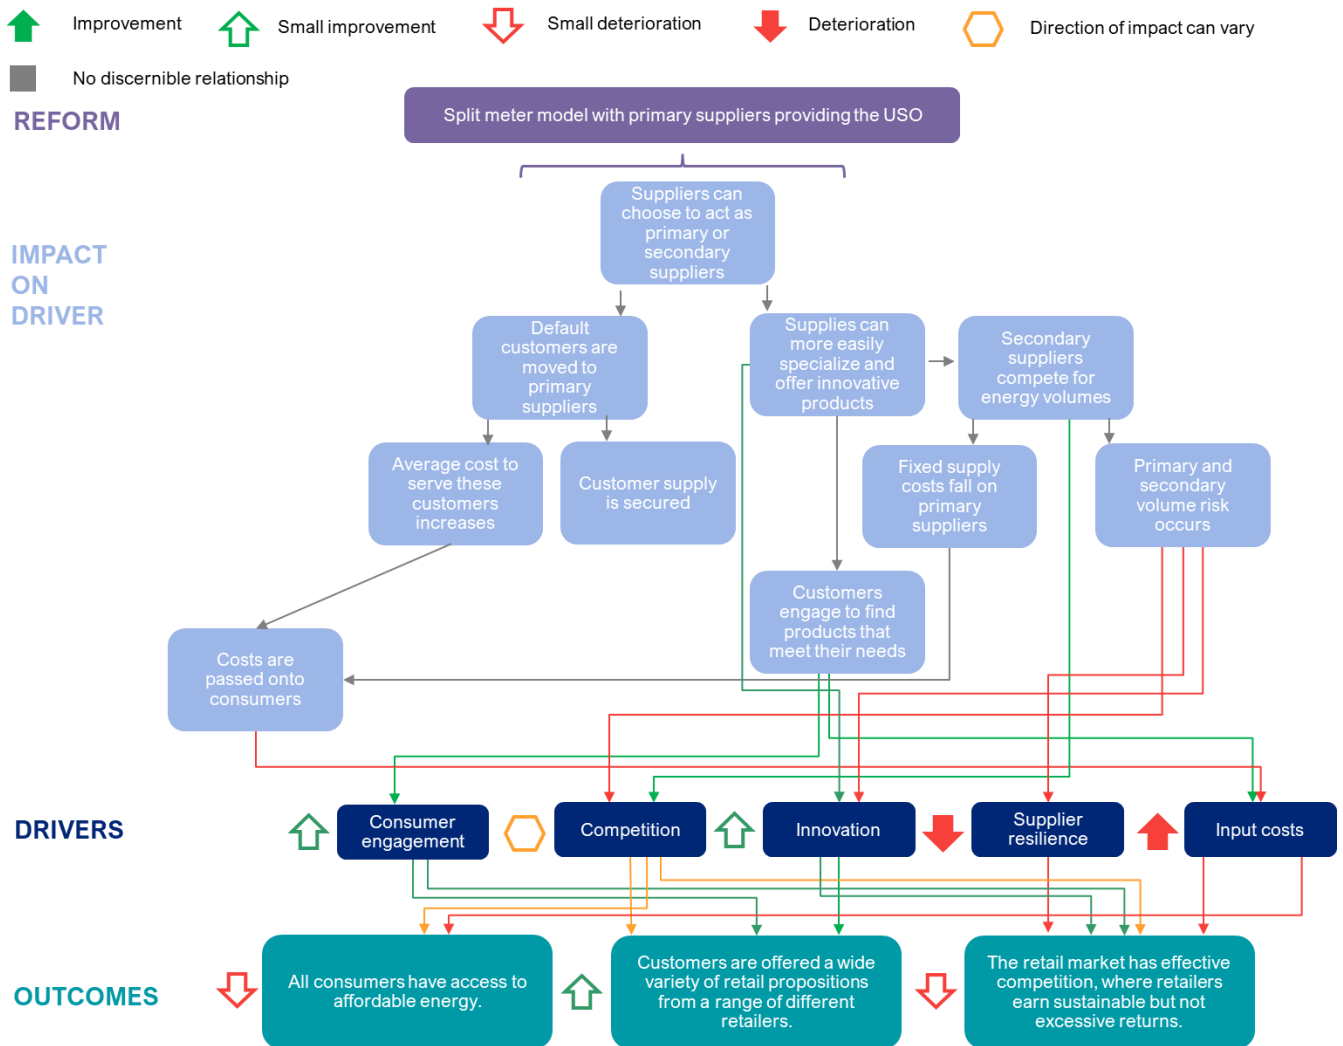 Improvement
Small improvement
Small deterioration
Deterioration
Direction of impact can vary
No discernible relationship
REFORM
Split meter model with primary suppliers providing the USO
IMPACT
ON
DRIVER
Suppliers can
choose to act as
primary or
secondary
suppliers
Default
customers are
moved to
primary
suppliers
Supplies can
more easily
specialize and
offer innovative
products
Secondary
suppliers
compete for
energy volumes
Average cost to
serve these
customers
increases
Customer supply
is secured
Fixed supply
costs fall on
primary
suppliers
Primary and
secondary
volume risk
occurs
Customers
engage to find
products that
meet their needs
Costs are
passed onto
consumers
DRIVERS
Consumer
engagement
Competition
Innovation
Supplier
resilience
Input costs
OUTCOMES
All consumers have access to
affordable energy.
Customers are offered a wide
variety of retail propositions
from a range of different
retailers.
The retail market has effective
competition, where retailers
earn sustainable but not
excessive returns.